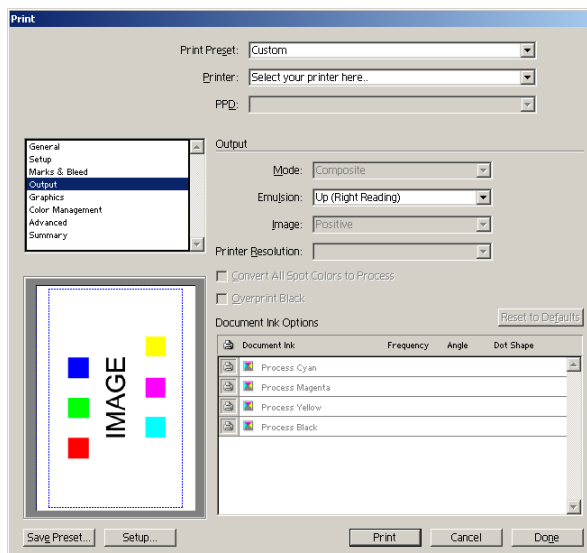 Print
Print Preset: Custom
Printer: Select your printer here..
PPD:
General
Setup
Marks & Bleed
Output
Graphics
Color Management
Advanced
Summary
Output
Mode: Composite
Emulsion: Up (Right Reading)
Image: Positive
Printer Resolution:
Convert All Spot Colors to Process
Overprint Black
Reset to Defaults
Document Ink Options
Document Ink Frequency Angle Dot Shape
Process Cyan
Process Magenta
Process Yellow
Process Black
IMAGE
Save Preset... Setup... Print Cancel Done